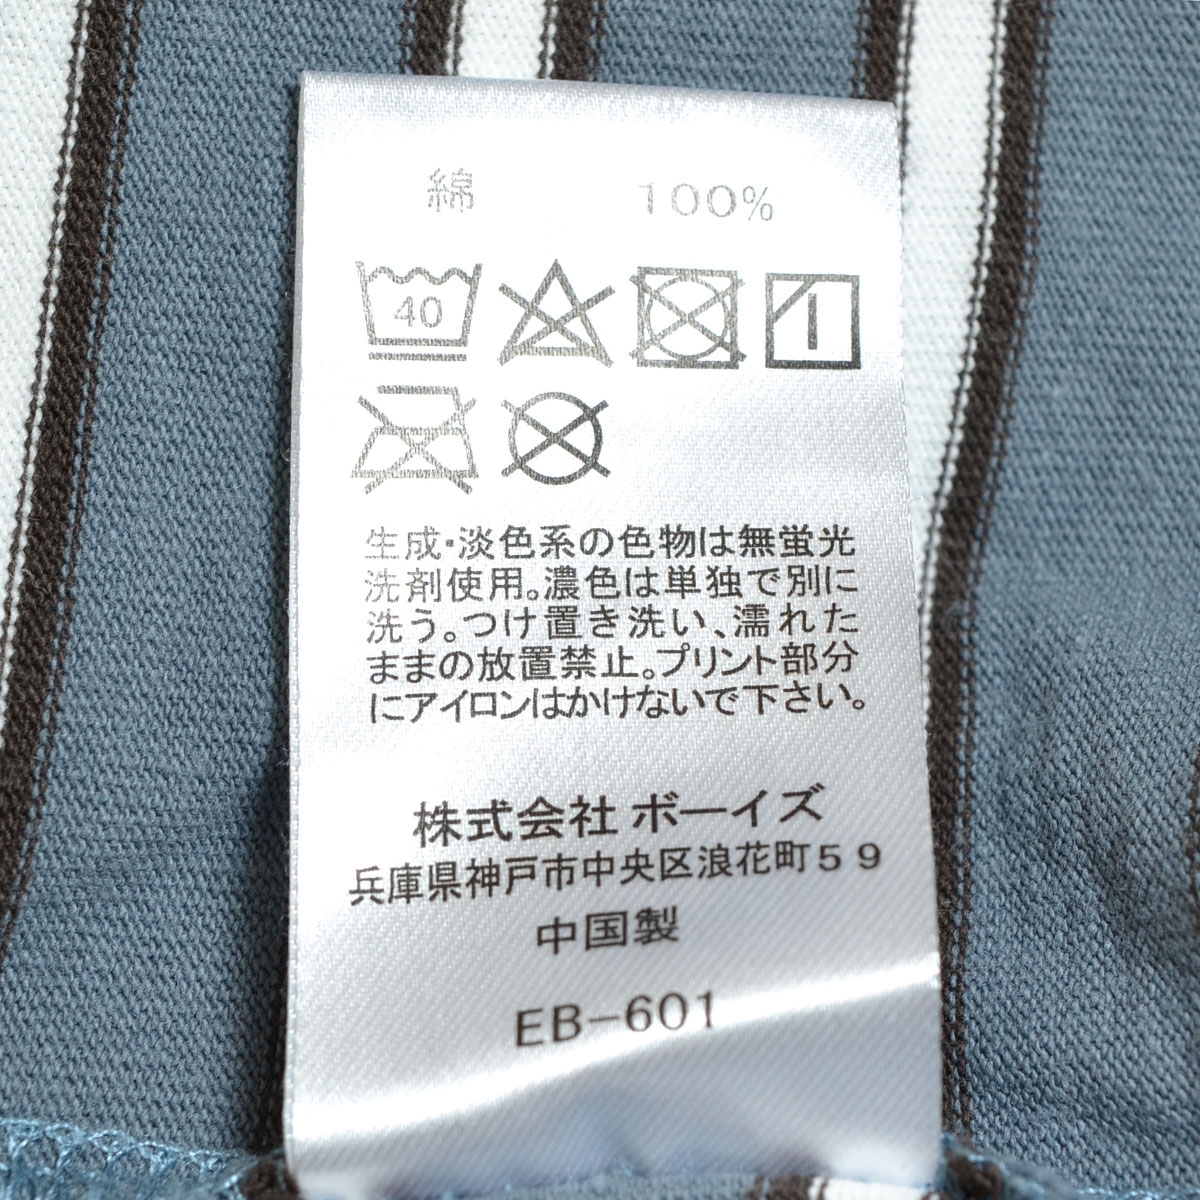 綿 100%
40
生成・淡色系の色物は無蛍光
洗剤使用。濃色は単独で別に
洗う。つけ置き洗い、濡れた
ままの放置禁止。プリント部分
にアイロンはかけないで下さい。
株式会社 ボーイズ
兵庫県神戸市中央区浪花町５９
中国製
EB-601